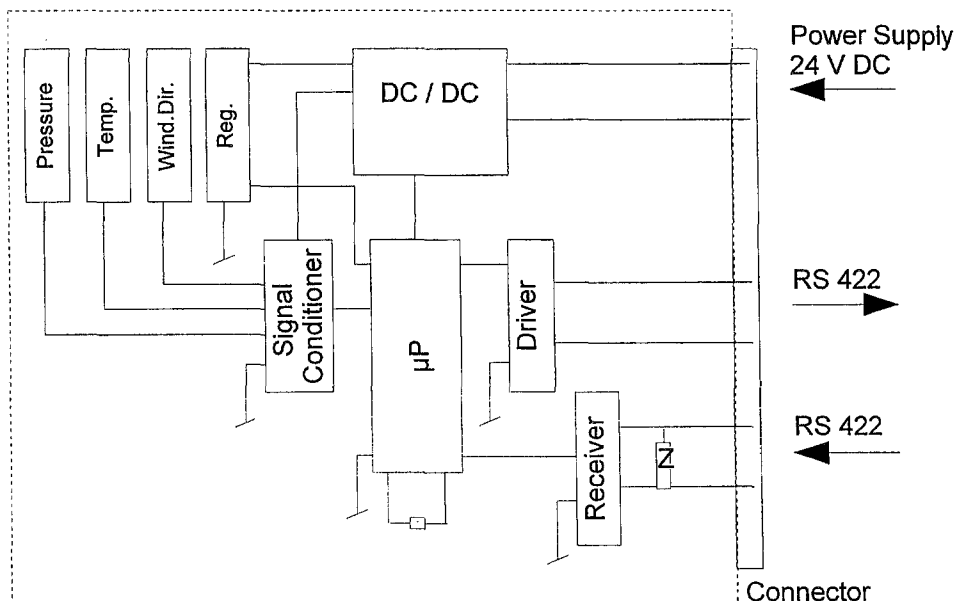 Pressure
Temp.
Wind.Dir.
Reg.
DC / DC
Power Supply
24 V DC
Signal
Conditioner
µP
Driver
RS 422
Receiver
Z
RS 422
Connector